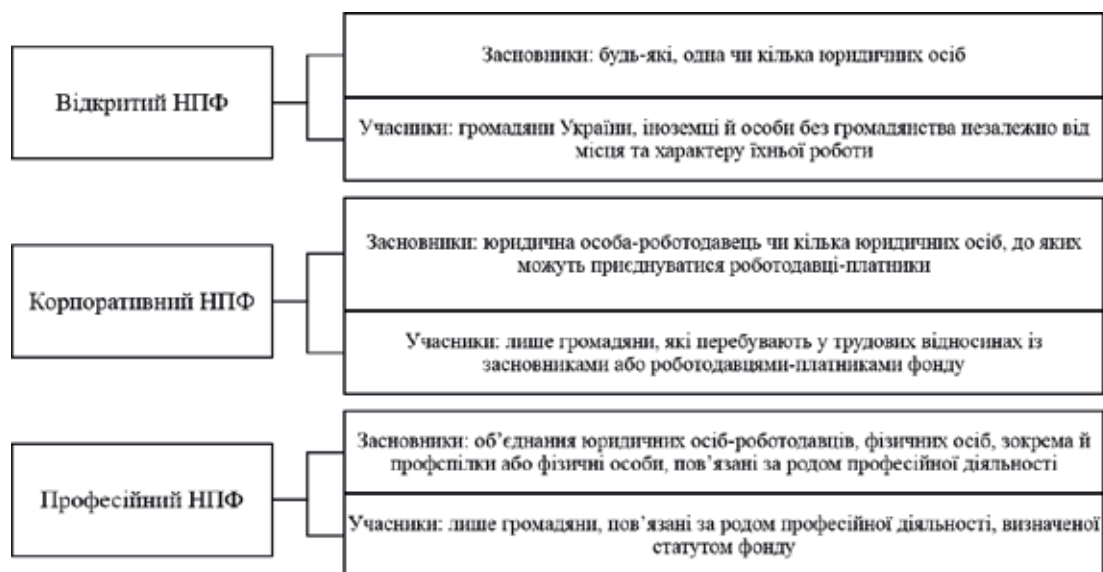 Відкритий НПФ
Засновники: будь-які, одна чи кілька юридичних осіб
Учасники: громадяни України, іноземці й особи без громадянства незалежно від
місця та характеру їхньої роботи
Корпоративний НПФ
Засновники: юридична особа-роботодавець чи кілька юридичних осіб, до яких
можуть приєднуватися роботодавці-платники
Учасники: лише громадяни, які перебувають у трудових відносинах із
засновниками або роботодавцями-платниками фонду
Професійний НПФ
Засновники: об’єднання юридичних осіб-роботодавців, фізичних осіб, зокрема й
профспілки або фізичні особи, пов’язані за родом професійної діяльності
Учасники: лише громадяни, пов’язані за родом професійної діяльності, визначеної
статутом фонду